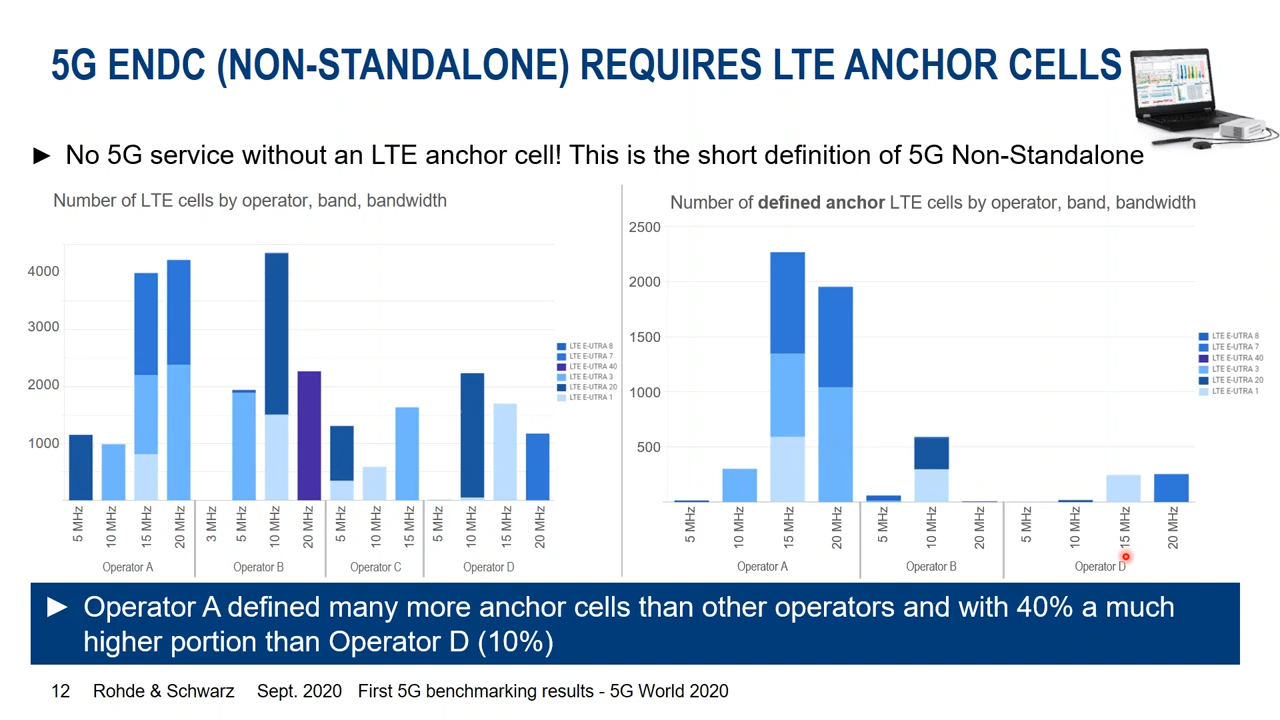 5G ENDC (NON-STANDALONE) REQUIRES LTE ANCHOR CELLS
► No 5G service without an LTE anchor cell! This is the short definition of 5G Non-Standalone
Number of LTE cells by operator, band, bandwidth
4000
3000
2000
1000
5 MHz
10 MHz
15 MHz
20 MHz
3 MHz
5 MHz
10 MHz
20 MHz
5 MHz
10 MHz
15 MHz
5 MHz
10 MHz
15 MHz
20 MHz
Operator A
Operator B
Operator C
Operator D
LTE E-UTRA 8
LTE E-UTRA 7
LTE E-UTRA 40
LTE E-UTRA 3
LTE E-UTRA 20
LTE E-UTRA 1
Number of defined anchor LTE cells by operator, band, bandwidth
2500
2000
1500
1000
500
5 MHz
10 MHz
15 MHz
20 MHz
5 MHz
10 MHz
20 MHz
5 MHz
10 MHz
15 MHz
20 MHz
Operator A
Operator B
Operator D
LTE E-UTRA 8
LTE E-UTRA 7
LTE E-UTRA 40
LTE E-UTRA 3
LTE E-UTRA 20
LTE E-UTRA 1
► Operator A defined many more anchor cells than other operators and with 40% a much
higher portion than Operator D (10%)
12 Rohde & Schwarz Sept. 2020 First 5G benchmarking results - 5G World 2020